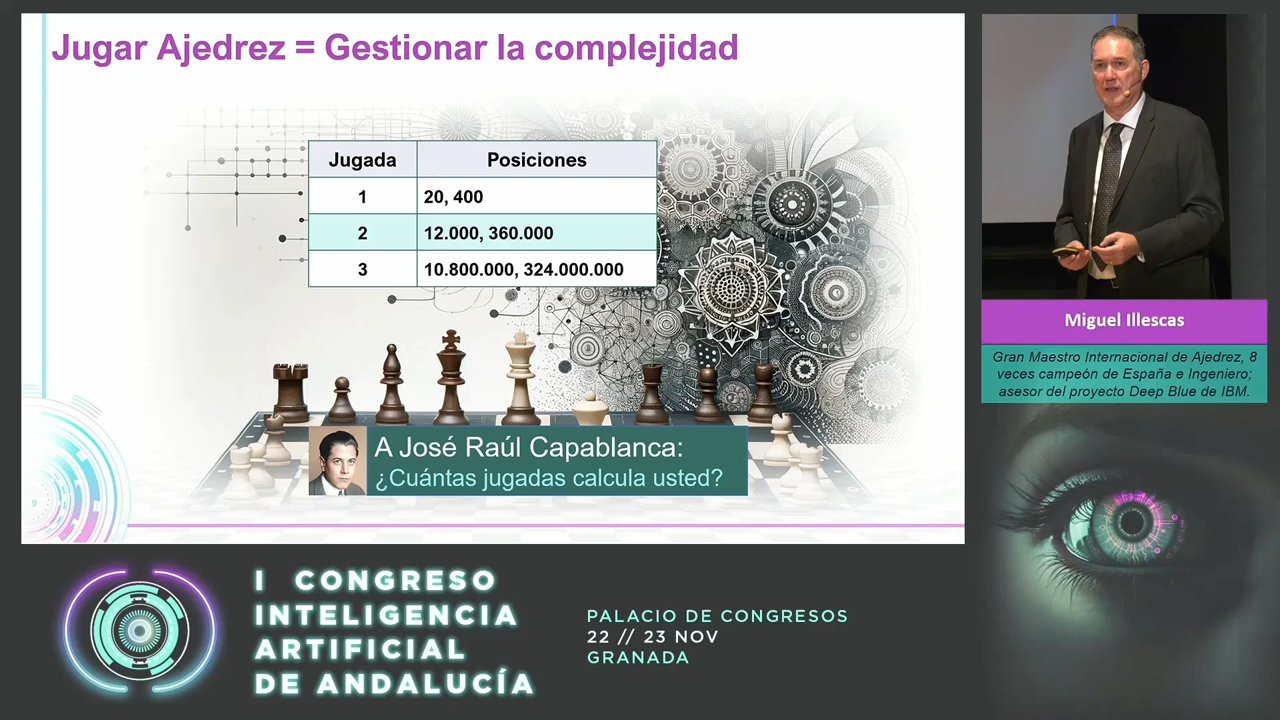 Jugar Ajedrez = Gestionar la complejidad
Jugada Posiciones
1 20, 400
2 12.000, 360.000
3 10.800.000, 324.000.000
A José Raúl Capablanca:
¿Cuántas jugadas calcula usted?
Miguel Illescas
Gran Maestro Internacional de Ajedrez, 8
veces campeón de España e Ingeniero;
asesor del proyecto Deep Blue de IBM.
I CONGRESO
INTELIGENCIA
ARTIFICIAL
DE ANDALUCÍA
PALACIO DE CONGRESOS
22 // 23 NOV
GRANADA